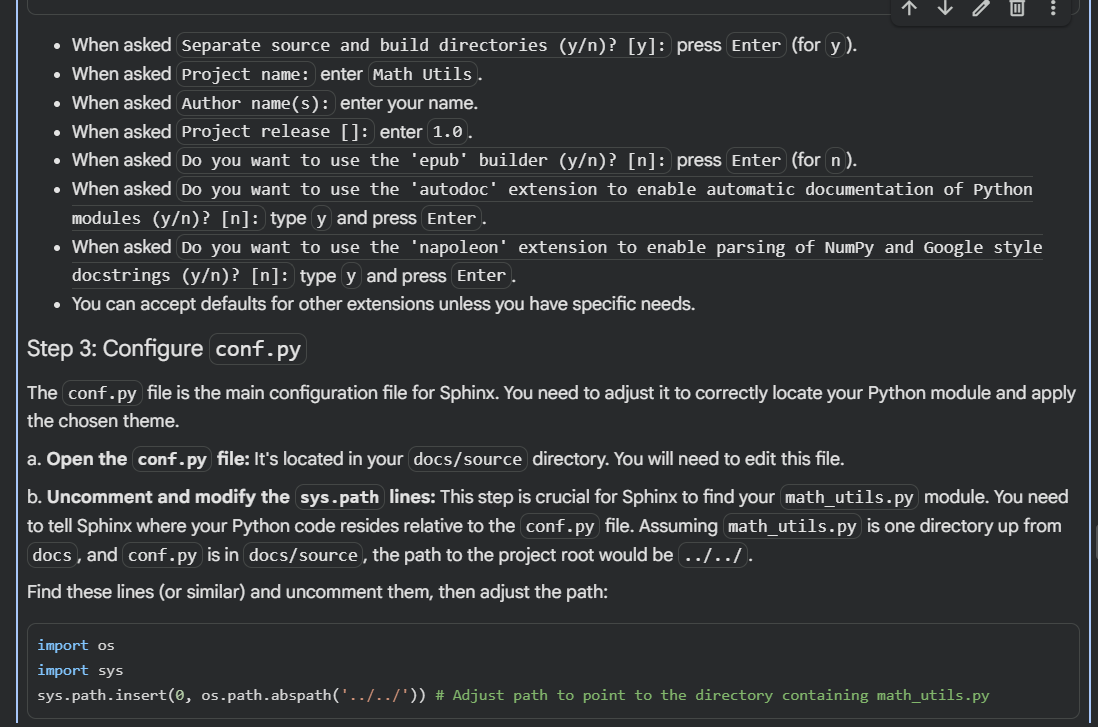 When asked Separate source and build directories (y/n)? [y]: press Enter (for y).
When asked Project name: enter Math Utils.
When asked Author name(s): enter your name.
When asked Project release []: enter 1.0.
When asked Do you want to use the 'epub' builder (y/n)? [n]: press Enter (for n).
When asked Do you want to use the 'autodoc' extension to enable automatic documentation of Python
modules (y/n)? [n]: type y and press Enter.
When asked Do you want to use the 'napoleon' extension to enable parsing of NumPy and Google style
docstrings (y/n)? [n]: type y and press Enter.
You can accept defaults for other extensions unless you have specific needs.
Step 3: Configure conf.py
The conf.py file is the main configuration file for Sphinx. You need to adjust it to correctly locate your Python module and apply
the chosen theme.
a. Open the conf.py file: It's located in your docs/source directory. You will need to edit this file.
b. Uncomment and modify the sys.path lines: This step is crucial for Sphinx to find your math_utils.py module. You need
to tell Sphinx where your Python code resides relative to the conf.py file. Assuming math_utils.py is one directory up from
docs, and conf.py is in docs/source, the path to the project root would be ../../.
Find these lines (or similar) and uncomment them, then adjust the path:
import os
import sys
sys.path.insert(0, os.path.abspath('../../')) # Adjust path to point to the directory containing math_utils.py